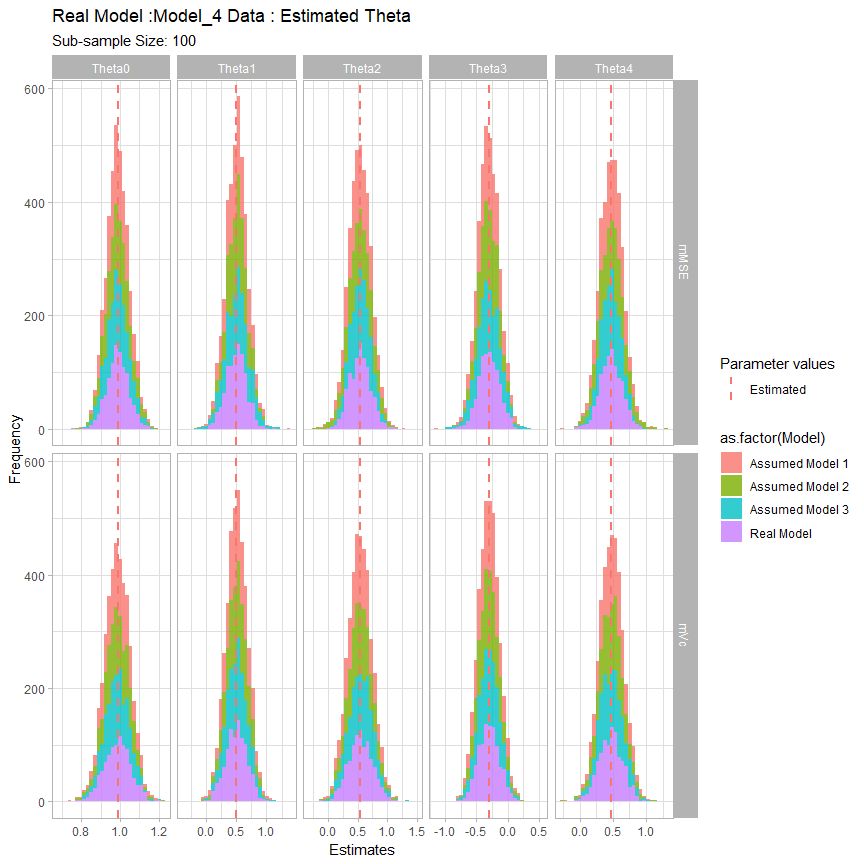 Real Model :Model_4 Data : Estimated Theta
Sub-sample Size: 100
Theta0 Theta1 Theta2 Theta3 Theta4
600
400
200
0
mMSE
600
400
200
0
mVc
Frequency
0.8 1.0 1.2 0.0 0.5 1.0 0.0 0.5 1.0 1.5 -1.0 -0.5 0.0 0.5 0.0 0.5 1.0
Estimates
Parameter values
Estimated
as.factor(Model)
Assumed Model 1
Assumed Model 2
Assumed Model 3
Real Model